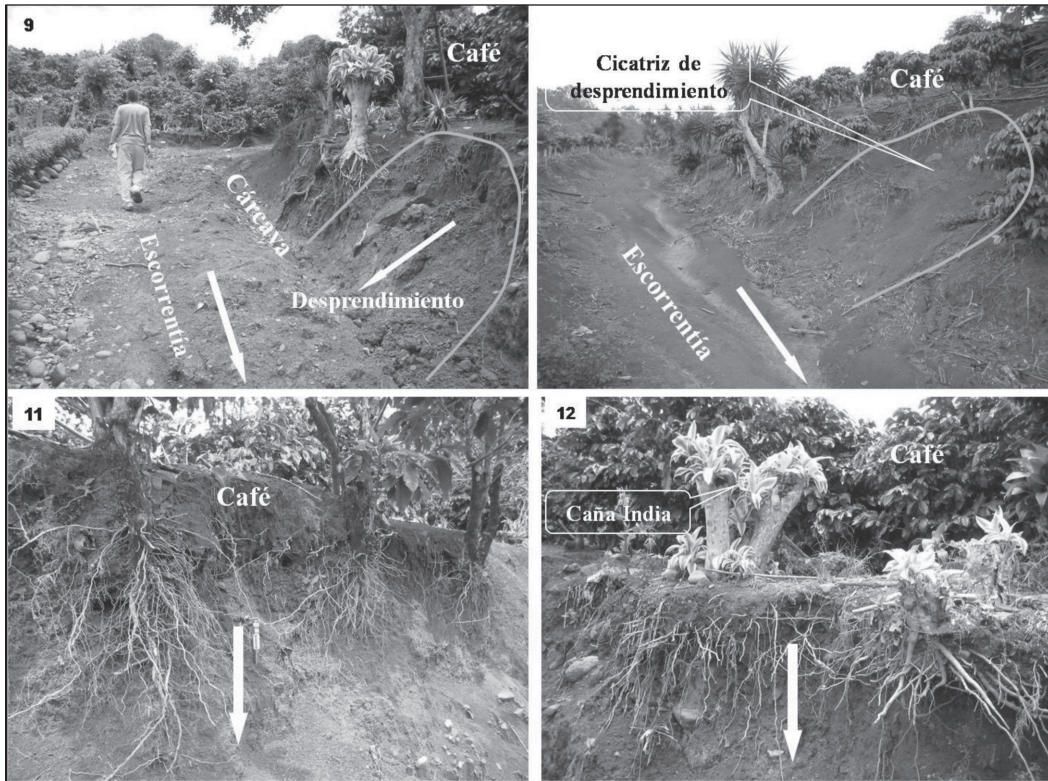 9
Café
Cárcava
Escorrentía
Desprendimiento
Cicatriz de
desprendimiento
Café
Escorrentía
11
Café
12
Café
Caña India